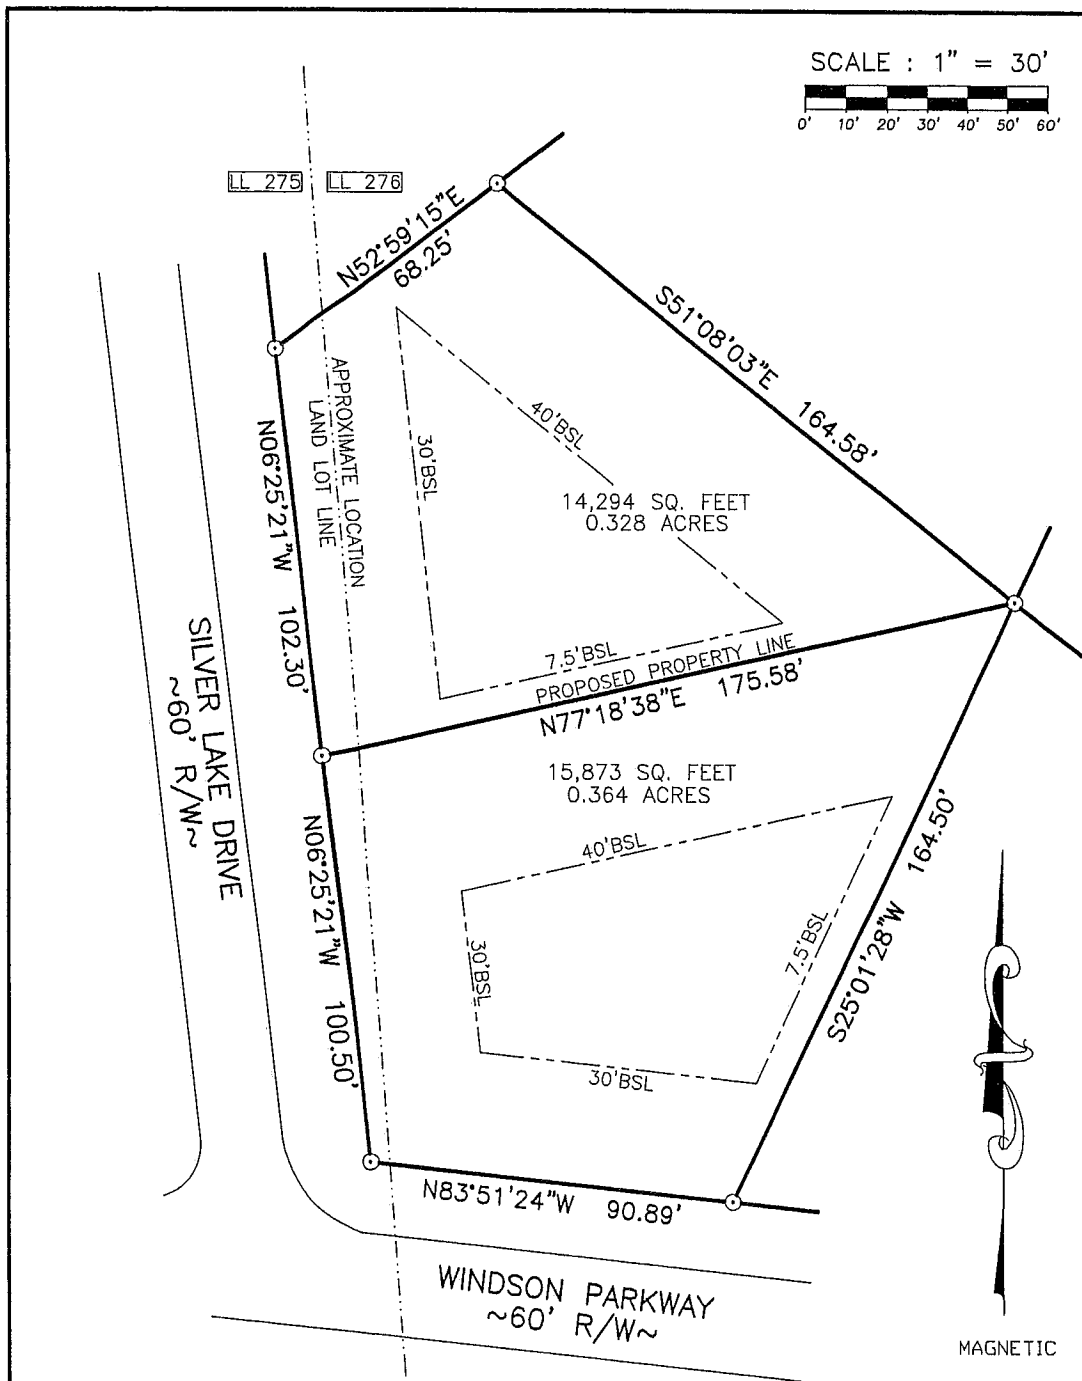 SCALE : 1" = 30'
0' 10' 20' 30' 40' 50' 60'
LL 275 LL 276
N52°59'15"E
68.25'
S51°08'03"E 164.58'
APPROXIMATE LOCATION
LAND LOT LINE
N06°25'21"W 102.30'
30'BSL
40'BSL
14,294 SQ. FEET
0.328 ACRES
7.5'BSL
PROPOSED PROPERTY LINE
N77°18'38"E 175.58'
SILVER LAKE DRIVE
~60' R/W~
15,873 SQ. FEET
0.364 ACRES
N06°25'21"W 100.50'
40'BSL
30'BSL
7.5'BSL
30'BSL
S25°01'28"W 164.50'
N83°51'24"W 90.89'
WINDSON PARKWAY
~60' R/W~
MAGNETIC